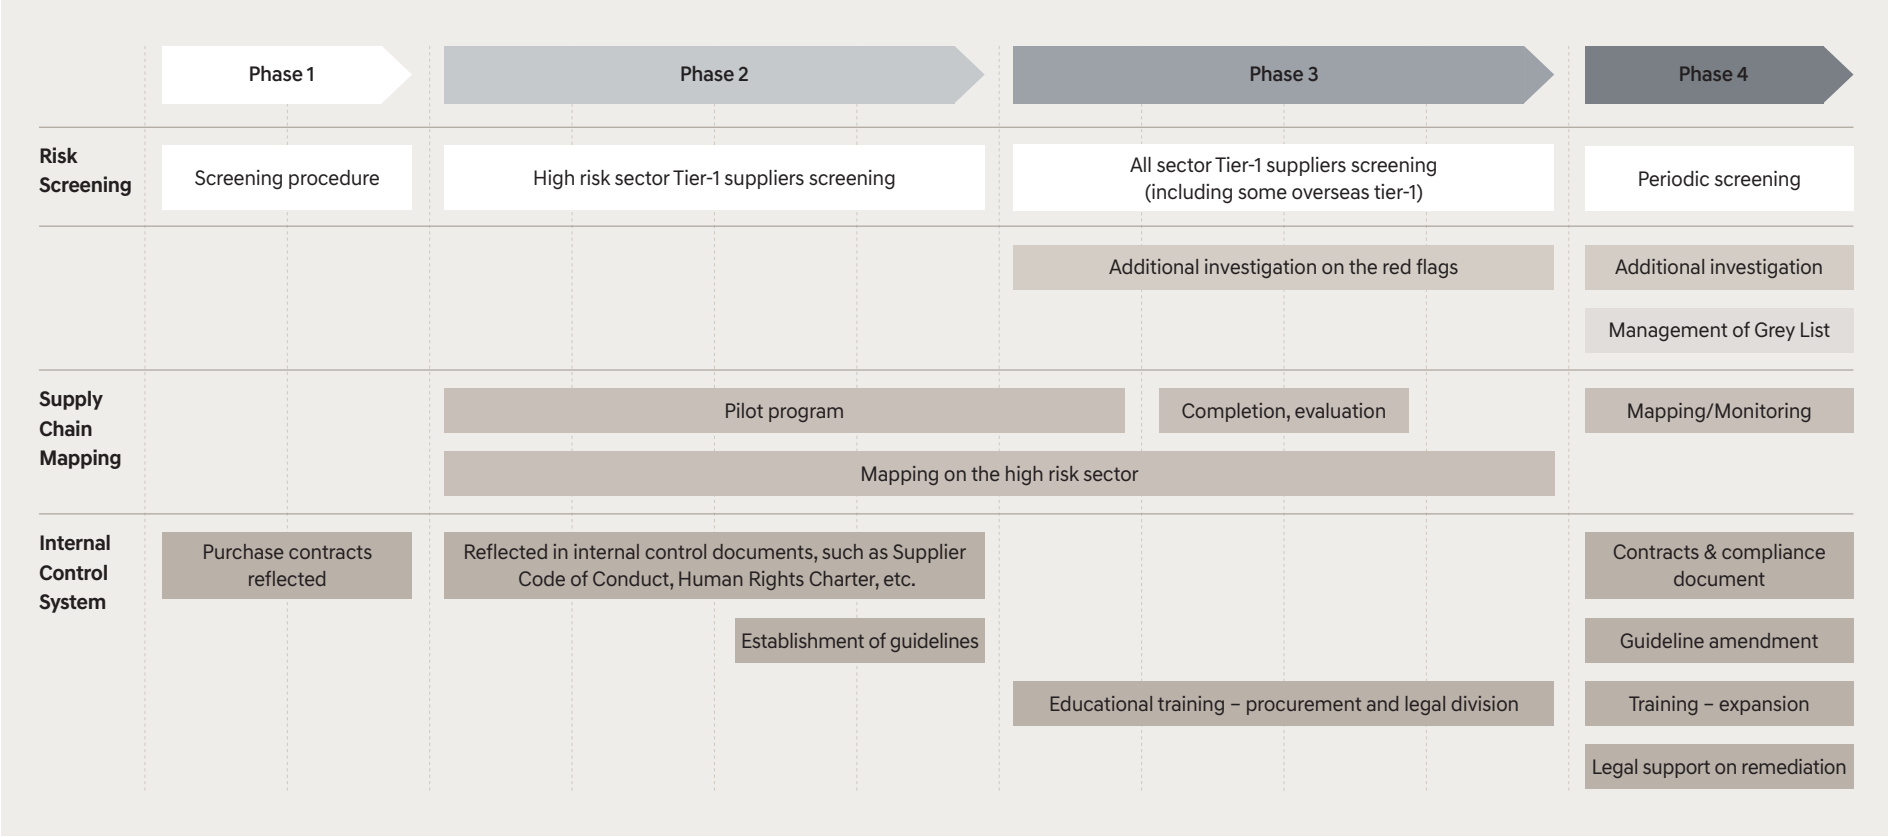 Phase 1
Phase 2
Phase 3
Phase 4
Risk
Screening
Screening procedure
High risk sector Tier-1 suppliers screening
All sector Tier-1 suppliers screening
(including some overseas tier-1)
Periodic screening
Additional investigation on the red flags
Additional investigation
Management of Grey List
Supply
Chain
Mapping
Pilot program
Completion, evaluation
Mapping/Monitoring
Mapping on the high risk sector
Internal
Control
System
Purchase contracts
reflected
Reflected in internal control documents, such as Supplier
Code of Conduct, Human Rights Charter, etc.
Contracts & compliance
document
Establishment of guidelines
Guideline amendment
Educational training – procurement and legal division
Training – expansion
Legal support on remediation